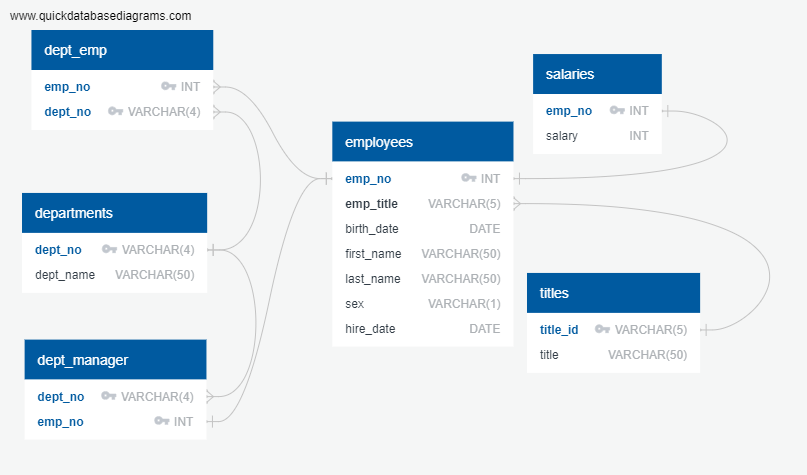 www.quickdatabasediagrams.com
dept_emp
emp_no INT
dept_no VARCHAR(4)
departments
dept_no VARCHAR(4)
dept_name VARCHAR(50)
dept_manager
dept_no VARCHAR(4)
emp_no INT
employees
emp_no INT
emp_title VARCHAR(5)
birth_date DATE
first_name VARCHAR(50)
last_name VARCHAR(50)
sex VARCHAR(1)
hire_date DATE
salaries
emp_no INT
salary INT
titles
title_id VARCHAR(5)
title VARCHAR(50)